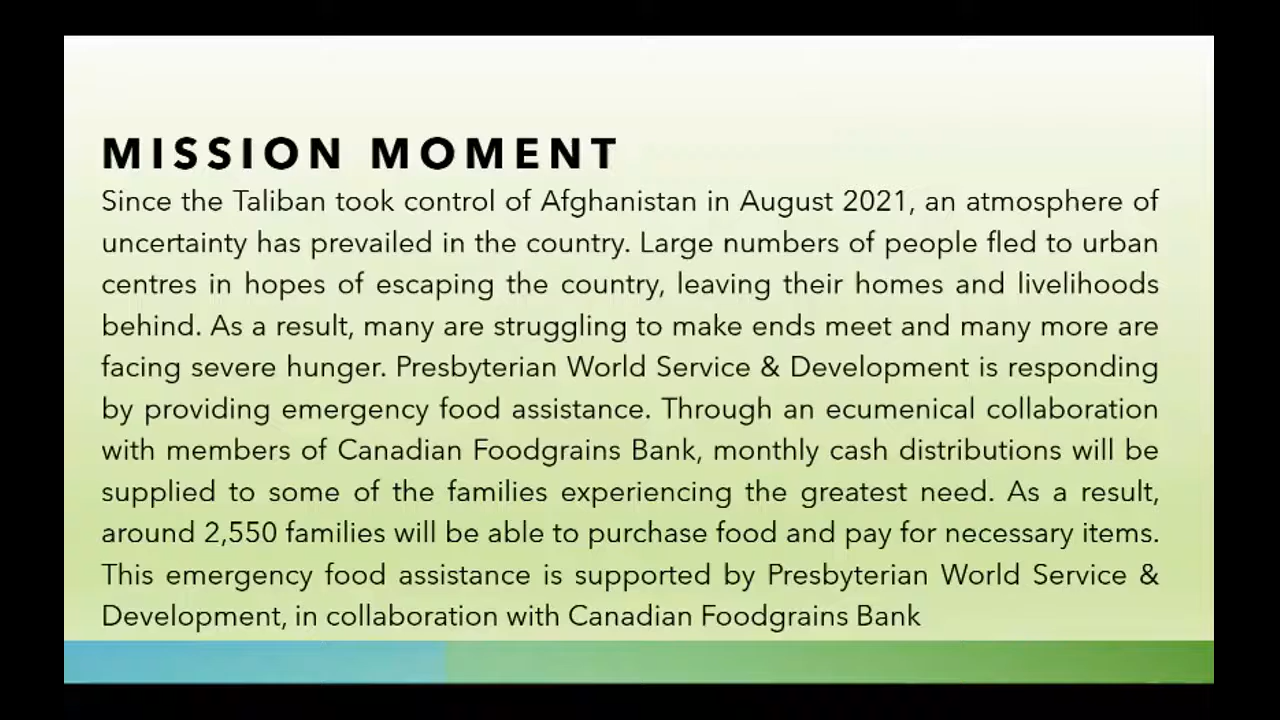 MISSION MOMENT
Since the Taliban took control of Afghanistan in August 2021, an atmosphere of
uncertainty has prevailed in the country. Large numbers of people fled to urban
centres in hopes of escaping the country, leaving their homes and livelihoods
behind. As a result, many are struggling to make ends meet and many more are
facing severe hunger. Presbyterian World Service & Development is responding
by providing emergency food assistance. Through an ecumenical collaboration
with members of Canadian Foodgrains Bank, monthly cash distributions will be
supplied to some of the families experiencing the greatest need. As a result,
around 2,550 families will be able to purchase food and pay for necessary items.
This emergency food assistance is supported by Presbyterian World Service &
Development, in collaboration with Canadian Foodgrains Bank